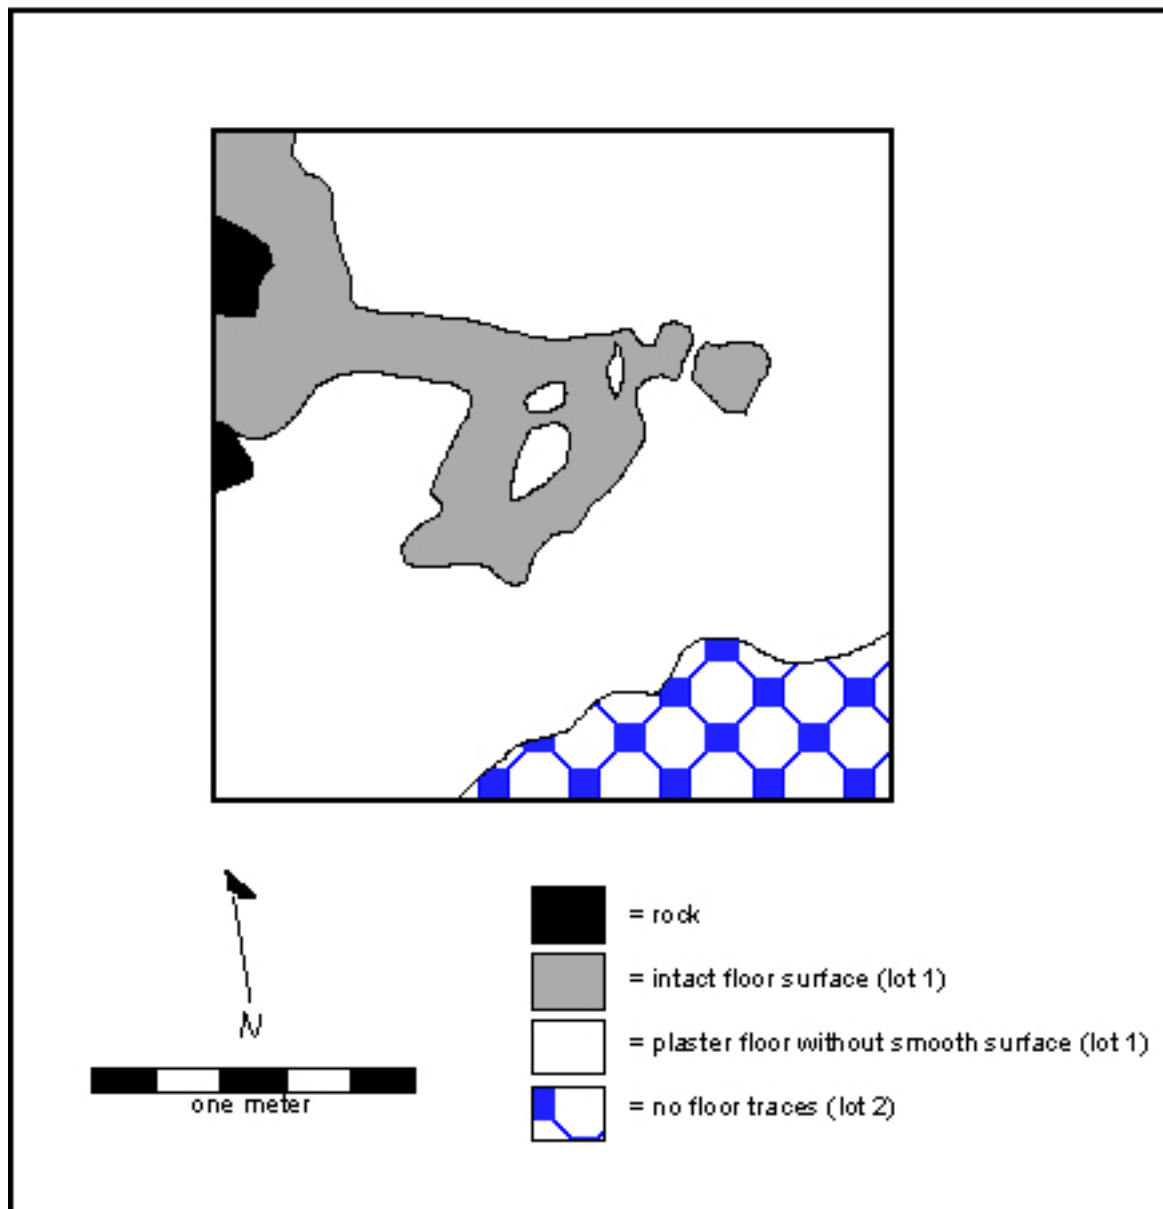 = rock
= intact floor surface (lot 1)
= plaster floor without smooth surface (lot 1)
= no floor traces (lot 2)
N
one meter